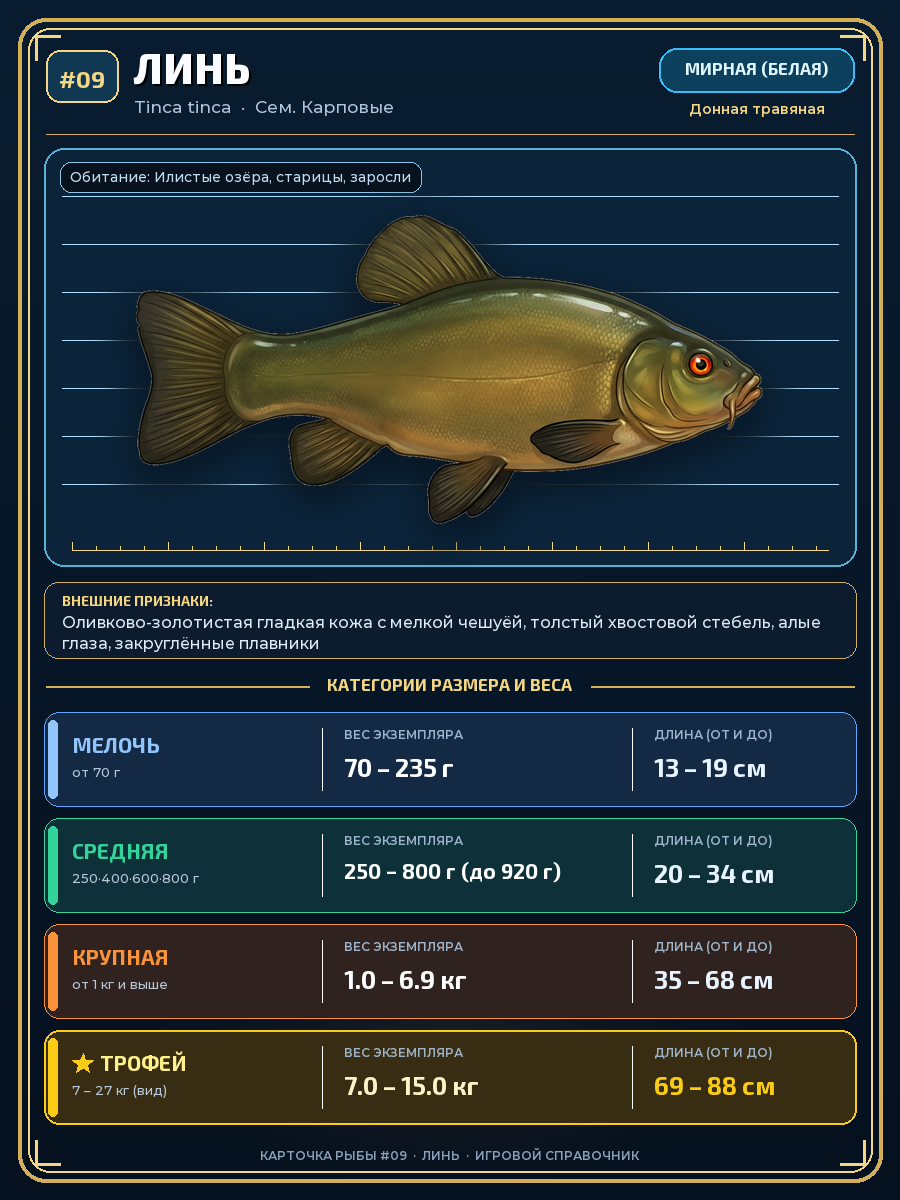 #09
ЛИНЬ
Tinca tinca · Сем. Карповые
МИРНАЯ (БЕЛАЯ)
Донная травяная
Обитание: Илистые озёра, старицы, заросли
ВНЕШНИЕ ПРИЗНАКИ:
Оливково-золотистая гладкая кожа с мелкой чешуёй, толстый хвостовой стебель, алые
глаза, закруглённые плавники
КАТЕГОРИИ РАЗМЕРА И ВЕСА
МЕЛОЧЬ
от 70 г
ВЕС ЭКЗЕМПЛЯРА
70 – 235 г
ДЛИНА (ОТ И ДО)
13 – 19 см
СРЕДНЯЯ
250·400·600·800 г
ВЕС ЭКЗЕМПЛЯРА
250 – 800 г (до 920 г)
ДЛИНА (ОТ И ДО)
20 – 34 см
КРУПНАЯ
от 1 кг и выше
ВЕС ЭКЗЕМПЛЯРА
1.0 – 6.9 кг
ДЛИНА (ОТ И ДО)
35 – 68 см
★ ТРОФЕЙ
7 – 27 кг (вид)
ВЕС ЭКЗЕМПЛЯРА
7.0 – 15.0 кг
ДЛИНА (ОТ И ДО)
69 – 88 см
КАРТОЧКА РЫБЫ #09 · ЛИНЬ · ИГРОВОЙ СПРАВОЧНИК